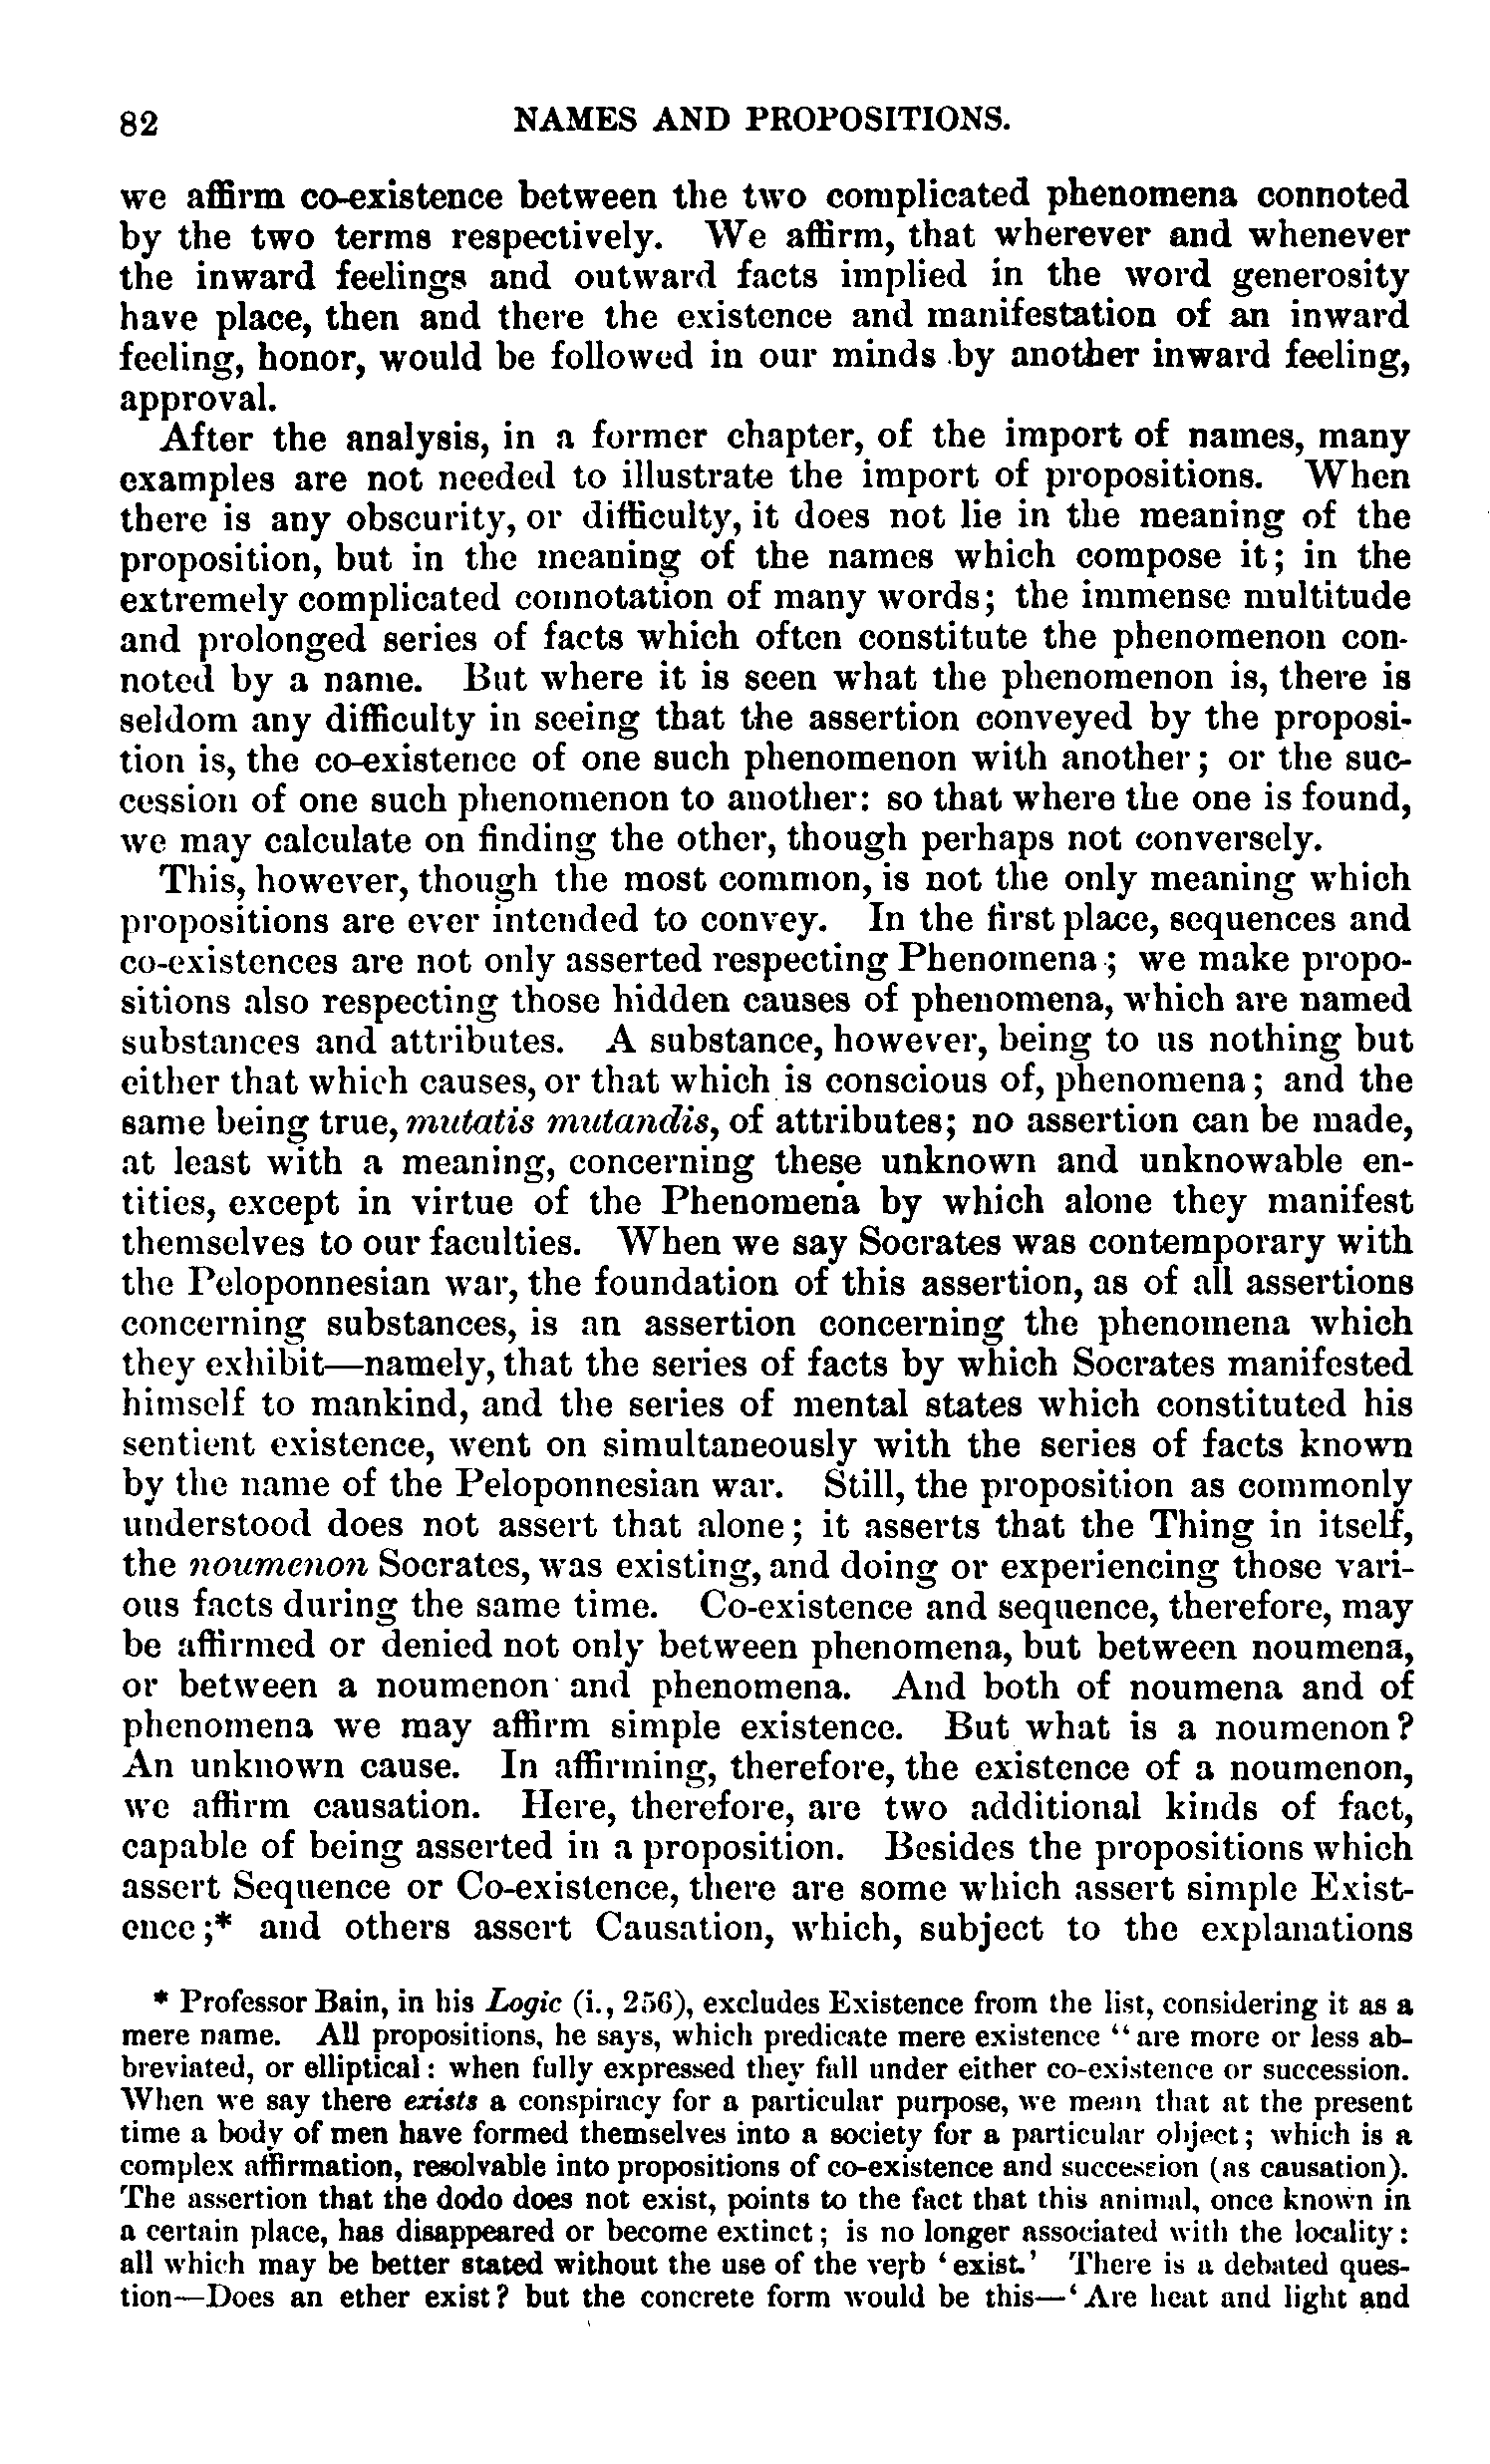 82 NAMES AND PROPOSITIONS.
we affirm co-existence between the two complicated phenomena connoted
by the two terms respectively. We affirm, that wherever and whenever
the inward feelings and outward facts implied in the word generosity
have place, then and there the existence and manifestation of an inward
feeling, honor, would be followed in our minds by another inward feeling,
approval.
After the analysis, in a former chapter, of the import of names, many
examples are not needed to illustrate the import of propositions. When
there is any obscurity, or difficulty, it does not lie in the meaning of the
proposition, but in the meaning of the names which compose it; in the
extremely complicated connotation of many words; the immense multitude
and prolonged series of facts which often constitute the phenomenon con-
noted by a name. But where it is seen what the phenomenon is, there is
seldom any difficulty in seeing that the assertion conveyed by the proposi-
tion is, the co-existence of one such phenomenon with another; or the suc-
cession of one such phenomenon to another: so that where the one is found,
we may calculate on finding the other, though perhaps not conversely.
This, however, though the most common, is not the only meaning which
propositions are ever intended to convey. In the first place, sequences and
co-existences are not only asserted respecting Phenomena; we make propo-
sitions also respecting those hidden causes of phenomena, which are named
substances and attributes. A substance, however, being to us nothing but
either that which causes, or that which is conscious of, phenomena; and the
same being true, mutatis mutandis, of attributes; no assertion can be made,
at least with a meaning, concerning these unknown and unknowable en-
tities, except in virtue of the Phenomena by which alone they manifest
themselves to our faculties. When we say Socrates was contemporary with
the Peloponnesian war, the foundation of this assertion, as of all assertions
concerning substances, is an assertion concerning the phenomena which
they exhibit—namely, that the series of facts by which Socrates manifested
himself to mankind, and the series of mental states which constituted his
sentient existence, went on simultaneously with the series of facts known
by the name of the Peloponnesian war. Still, the proposition as commonly
understood does not assert that alone; it asserts that the Thing in itself,
the noumenon Socrates, was existing, and doing or experiencing those vari-
ous facts during the same time. Co-existence and sequence, therefore, may
be affirmed or denied not only between phenomena, but between noumena,
or between a noumenon and phenomena. And both of noumena and of
phenomena we may affirm simple existence. But what is a noumenon?
An unknown cause. In affirming, therefore, the existence of a noumenon,
we affirm causation. Here, therefore, are two additional kinds of fact,
capable of being asserted in a proposition. Besides the propositions which
assert Sequence or Co-existence, there are some which assert simple Exist-
ence;* and others assert Causation, which, subject to the explanations
* Professor Bain, in his Logic (i., 256), excludes Existence from the list, considering it as a
mere name. All propositions, he says, which predicate mere existence “are more or less ab-
breviated, or elliptical: when fully expressed they fall under either co-existence or succession.
When we say there exists a conspiracy for a particular purpose, we mean that at the present
time a body of men have formed themselves into a society for a particular object; which is a
complex affirmation, resolvable into propositions of co-existence and succession (as causation).
The assertion that the dodo does not exist, points to the fact that this animal, once known in
a certain place, has disappeared or become extinct; is no longer associated with the locality:
all which may be better stated without the use of the verb ‘exist.’ There is a debated ques-
tion—Does an ether exist? but the concrete form would be this—‘Are heat and light and